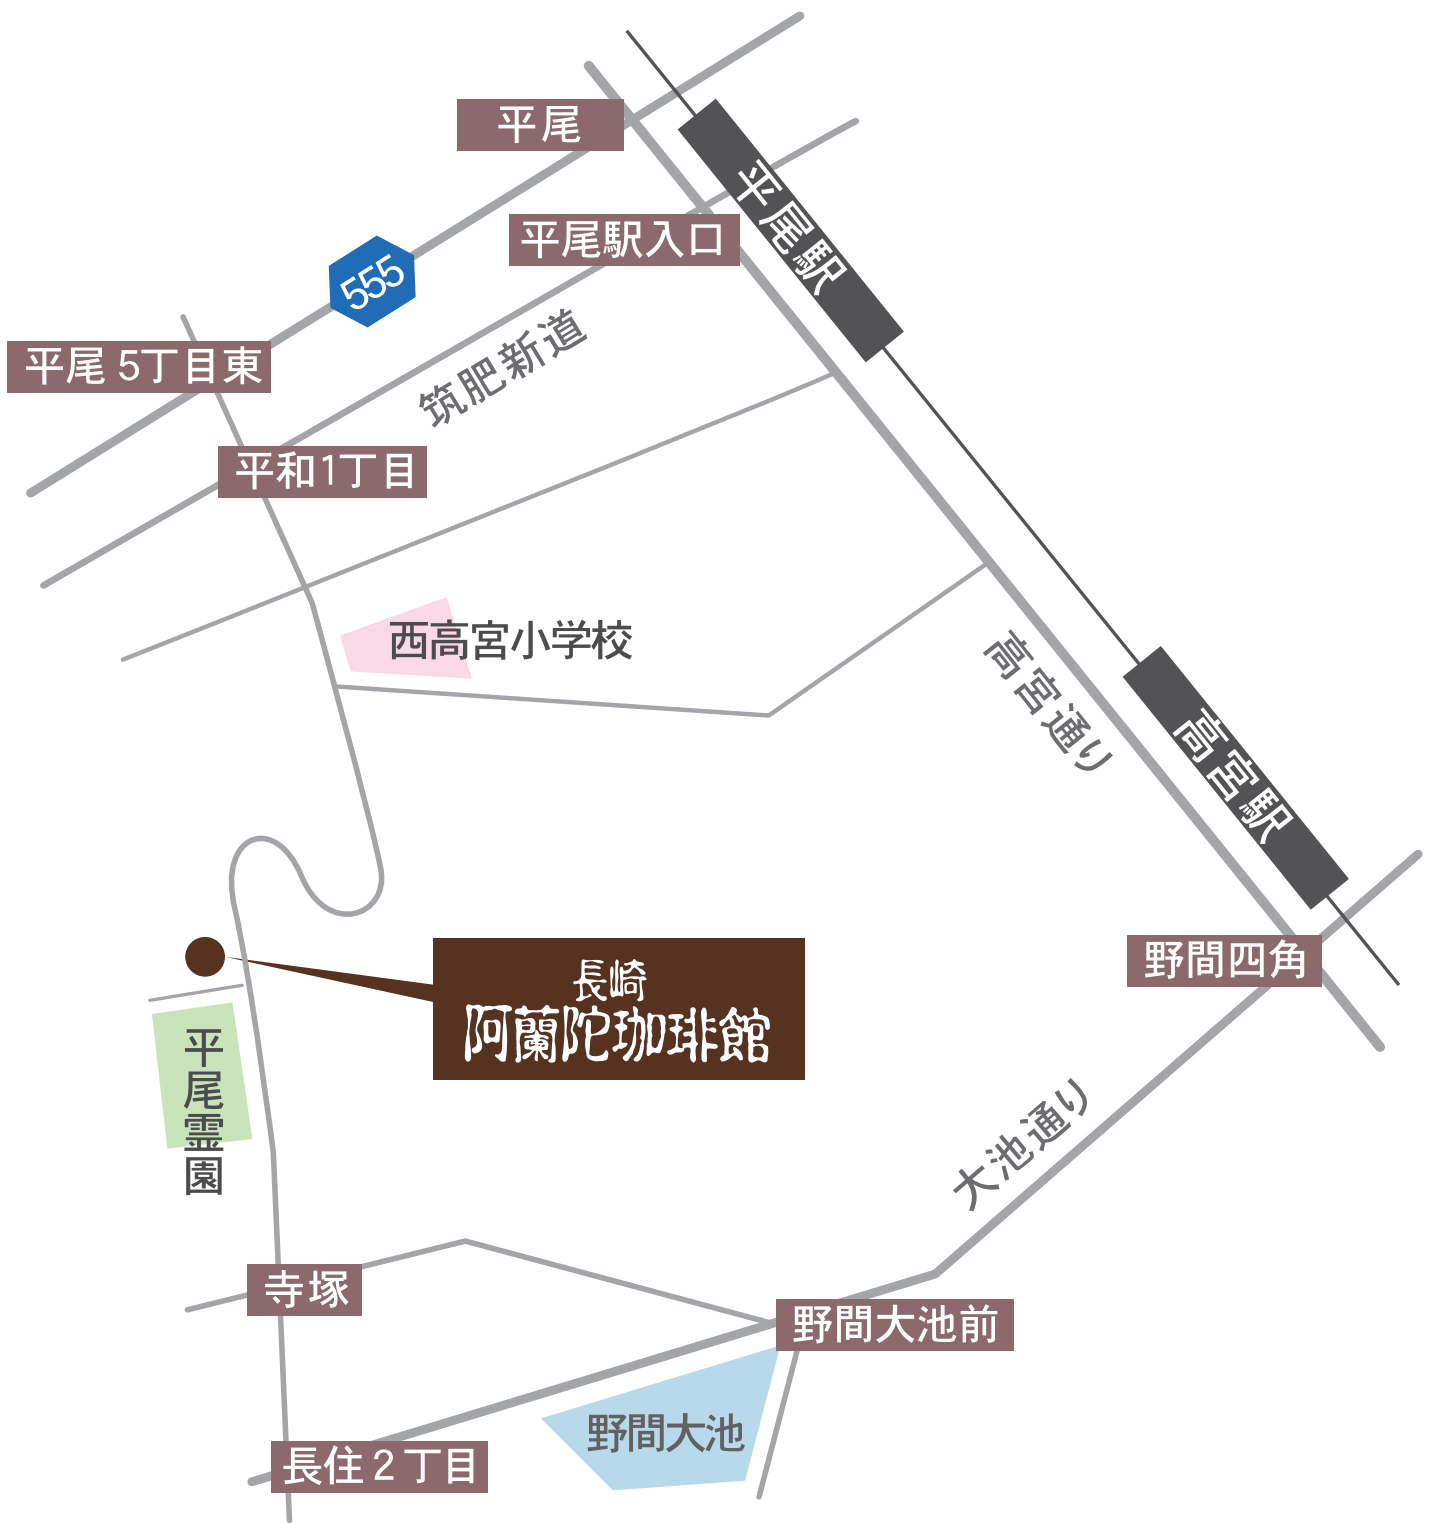 平尾
平尾駅
平尾駅入口
555
筑肥新道
平尾 5丁目東
平和1丁目
西高宮小学校
高宮通り
高宮駅
野間四角
長崎
阿蘭陀珈琲館
平尾霊園
大池通り
寺塚
野間大池前
野間大池
長住2丁目